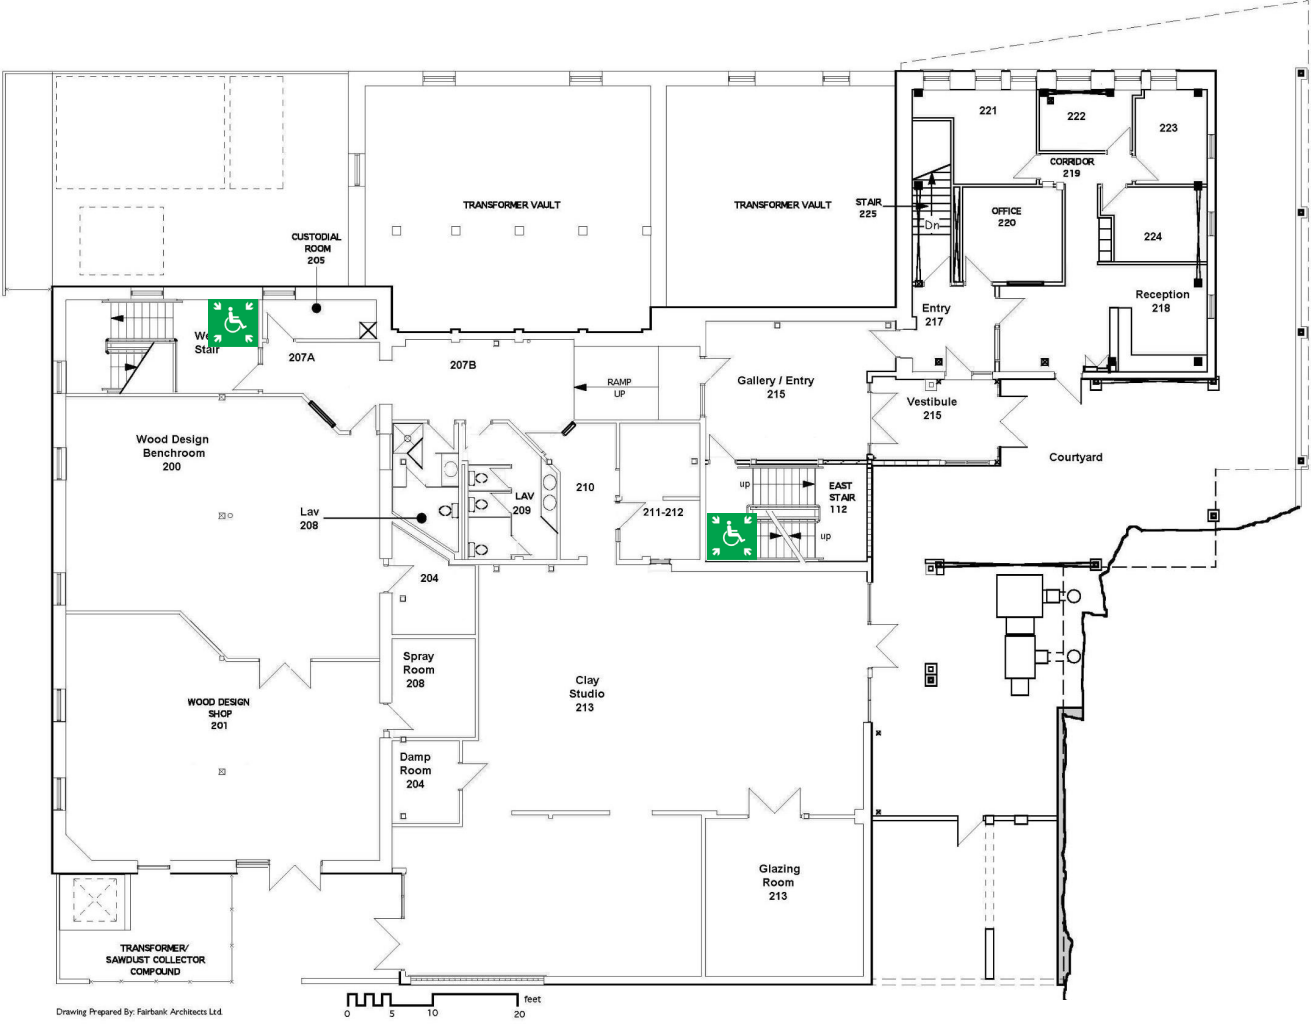 221
222
223
CORRIDOR
219
TRANSFORMER VAULT
TRANSFORMER VAULT
STAIR
225
Dn
OFFICE
220
224
CUSTODIAL
ROOM
205
Reception
218
Entry
217
We
Stair
207A
207B
RAMP
UP
Gallery / Entry
215
Vestibule
215
Wood Design
Benchroom
200
Courtyard
up
EAST
STAIR
112
210
LAV
209
211-212
Lav
208
up
204
Spray
Room
208
Clay
Studio
213
WOOD DESIGN
SHOP
201
Damp
Room
204
Glazing
Room
213
TRANSFORMER/
SAWDUST COLLECTOR
COMPOUND
feet
0 5 10 20
Drawing Prepared By: Fairbank Architects Ltd.